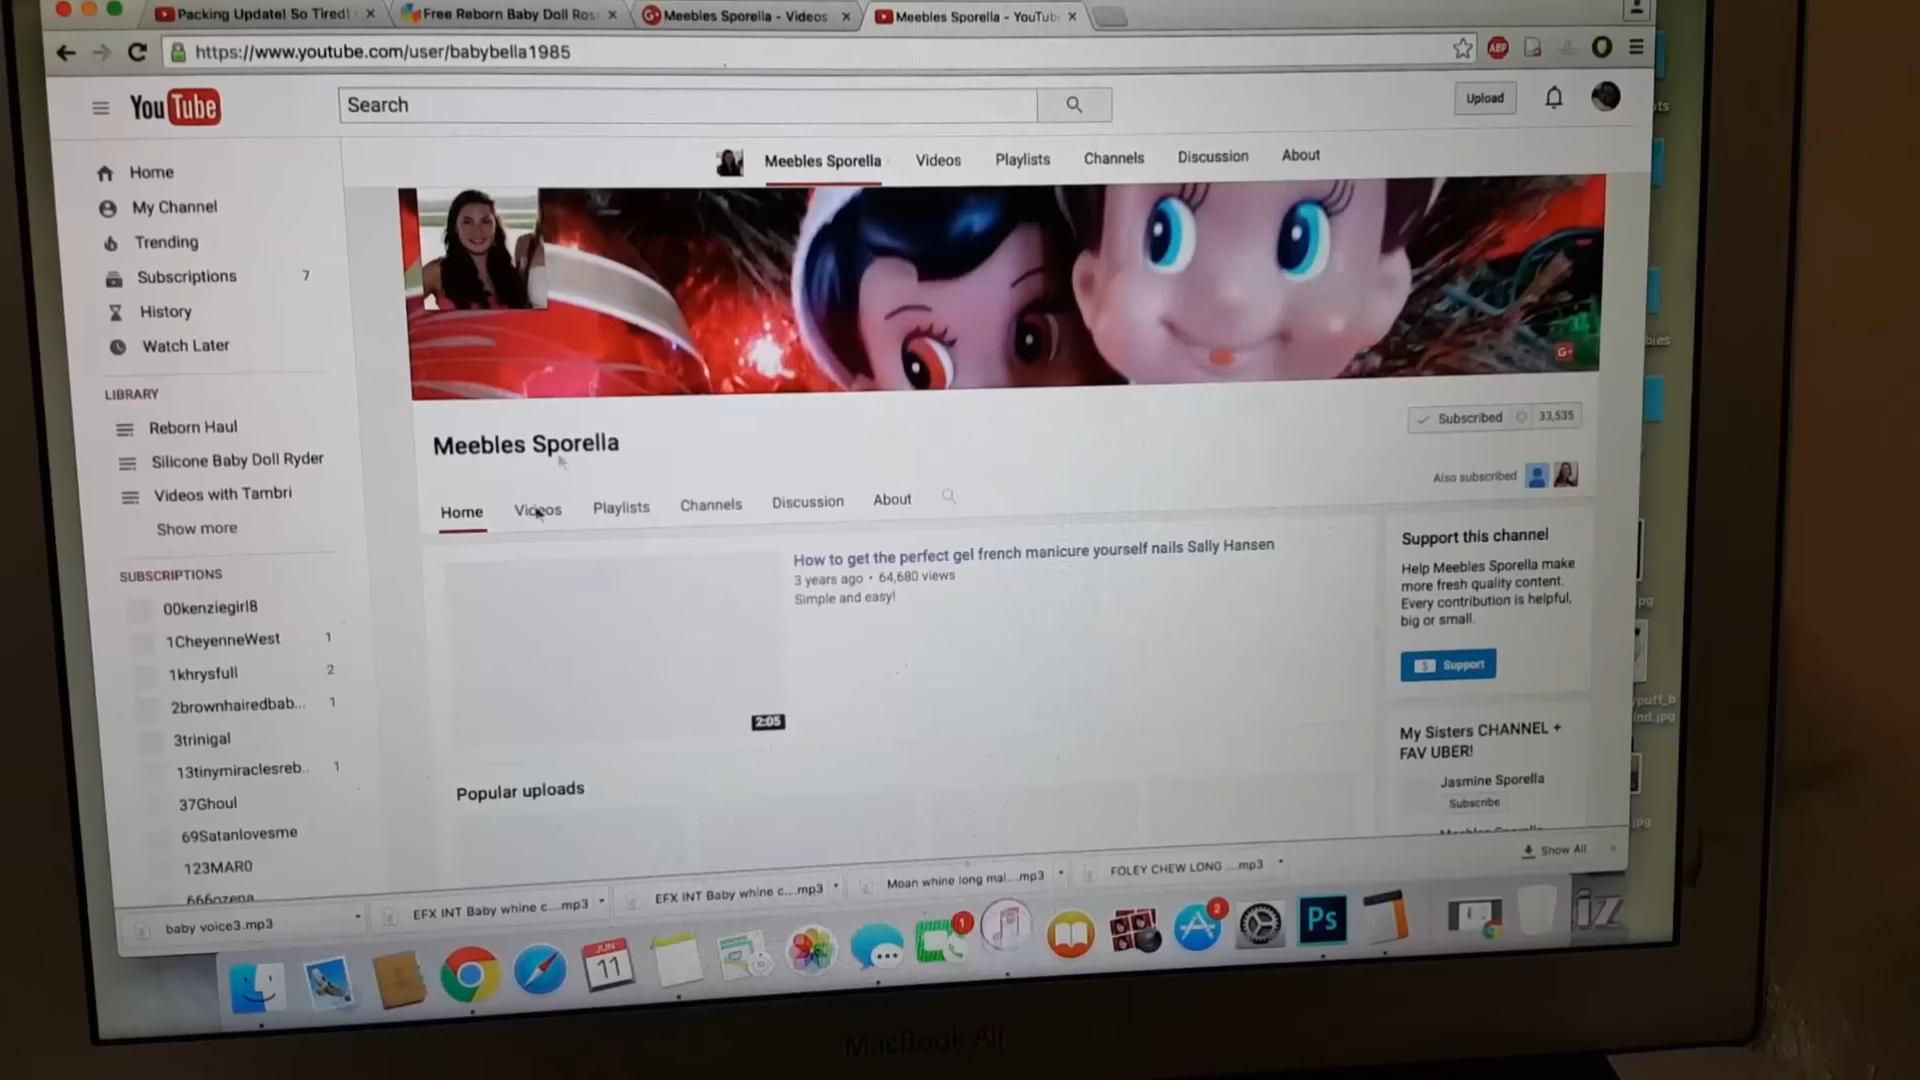 Packing Update! So Tired!
Free Reborn Baby Doll Ros
Meebles Sporella - Videos
Meebles Sporella - YouTub
https://www.youtube.com/user/babybella1985
ABP
YouTube
Search
Upload
Meebles Sporella
Videos
Playlists
Channels
Discussion
About
Home
My Channel
Trending
Subscriptions 7
History
Watch Later
LIBRARY
Reborn Haul
Silicone Baby Doll Ryder
Videos with Tambri
Show more
SUBSCRIPTIONS
00kenziegirl8
1CheyenneWest 1
1khrysfull 2
2brownhairedbab... 1
3trinigal
13tinymiraclesreb.. 1
37Ghoul
69Satanlovesme
123MAR0
G+
Meebles Sporella
Subscribed 33,535
Also subscribed
Home
Videos
Playlists
Channels
Discussion
About
How to get the perfect gel french manicure yourself nails Sally Hansen
3 years ago • 64,680 views
Simple and easy!
2:05
Popular uploads
Support this channel
Help Meebles Sporella make
more fresh quality content.
Every contribution is helpful,
big or small.
$ Support
My Sisters CHANNEL +
FAV UBER!
Jasmine Sporella
Subscribe
baby voice3.mp3
EFX INT Baby whine c....mp3
EFX INT Baby whine c....mp3
Moan whine long mal....mp3
FOLEY CHEW LONG ....mp3
Show All
JUN
11
1
2
Ps
MacBook Air